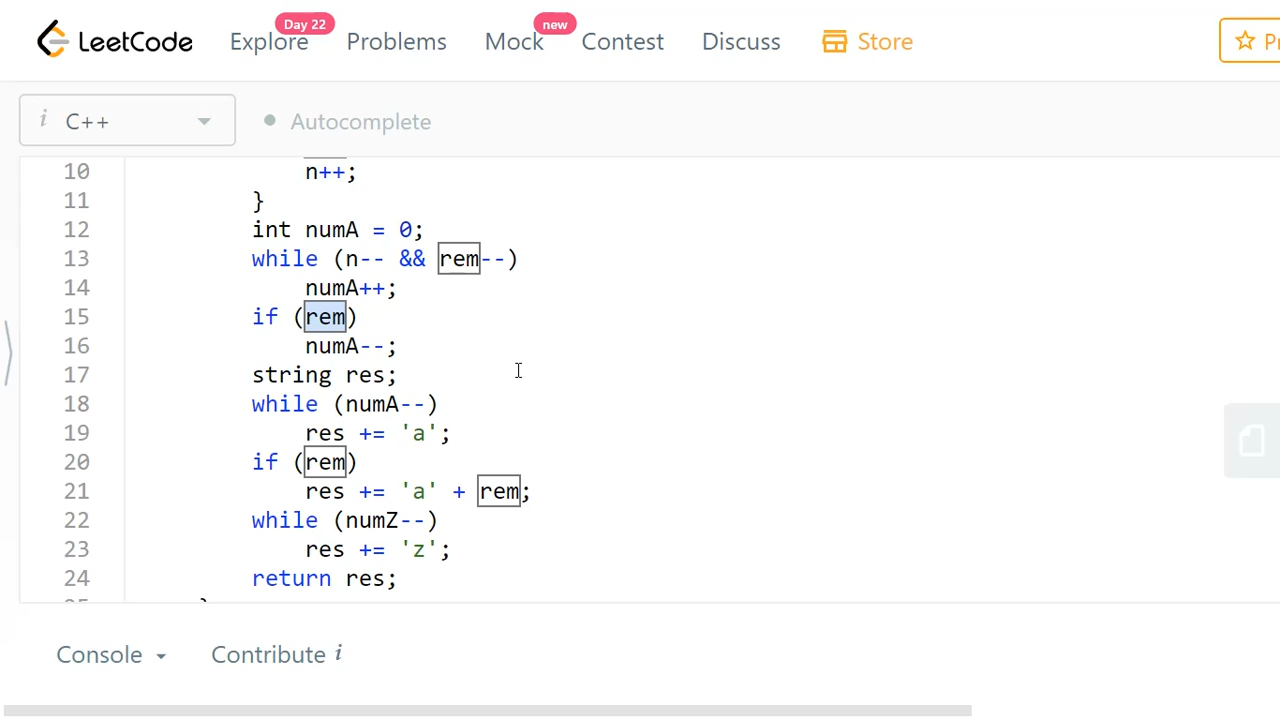 Day 22
new
LeetCode Explore Problems Mock Contest Discuss Store
i C++ Autocomplete
10 n++;
11 }
12 int numA = 0;
13 while (n-- && rem--)
14 numA++;
15 if (rem)
16 numA--;
17 string res;
18 while (numA--)
19 res += 'a';
20 if (rem)
21 res += 'a' + rem;
22 while (numZ--)
23 res += 'z';
24 return res;
Console Contribute i